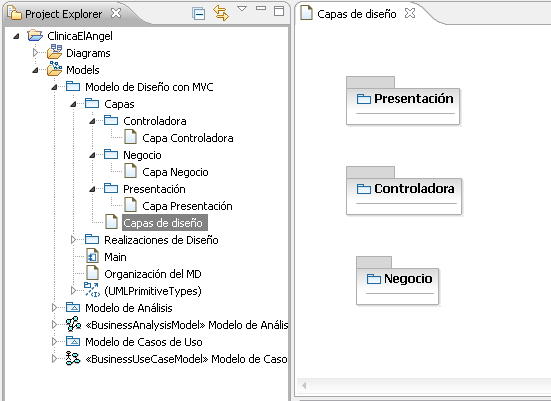 Project Explorer
ClinicaElAngel
Diagrams
Models
Modelo de Diseño con MVC
Capas
Controladora
Capa Controladora
Negocio
Capa Negocio
Presentación
Capa Presentación
Capas de diseño
Realizaciones de Diseño
Main
Organización del MD
(UMLPrimitiveTypes)
Modelo de Análisis
«BusinessAnalysisModel» Modelo de Anális
Modelo de Casos de Uso
«BusinessUseCaseModel» Modelo de Caso
Capas de diseño
Presentación
Controladora
Negocio